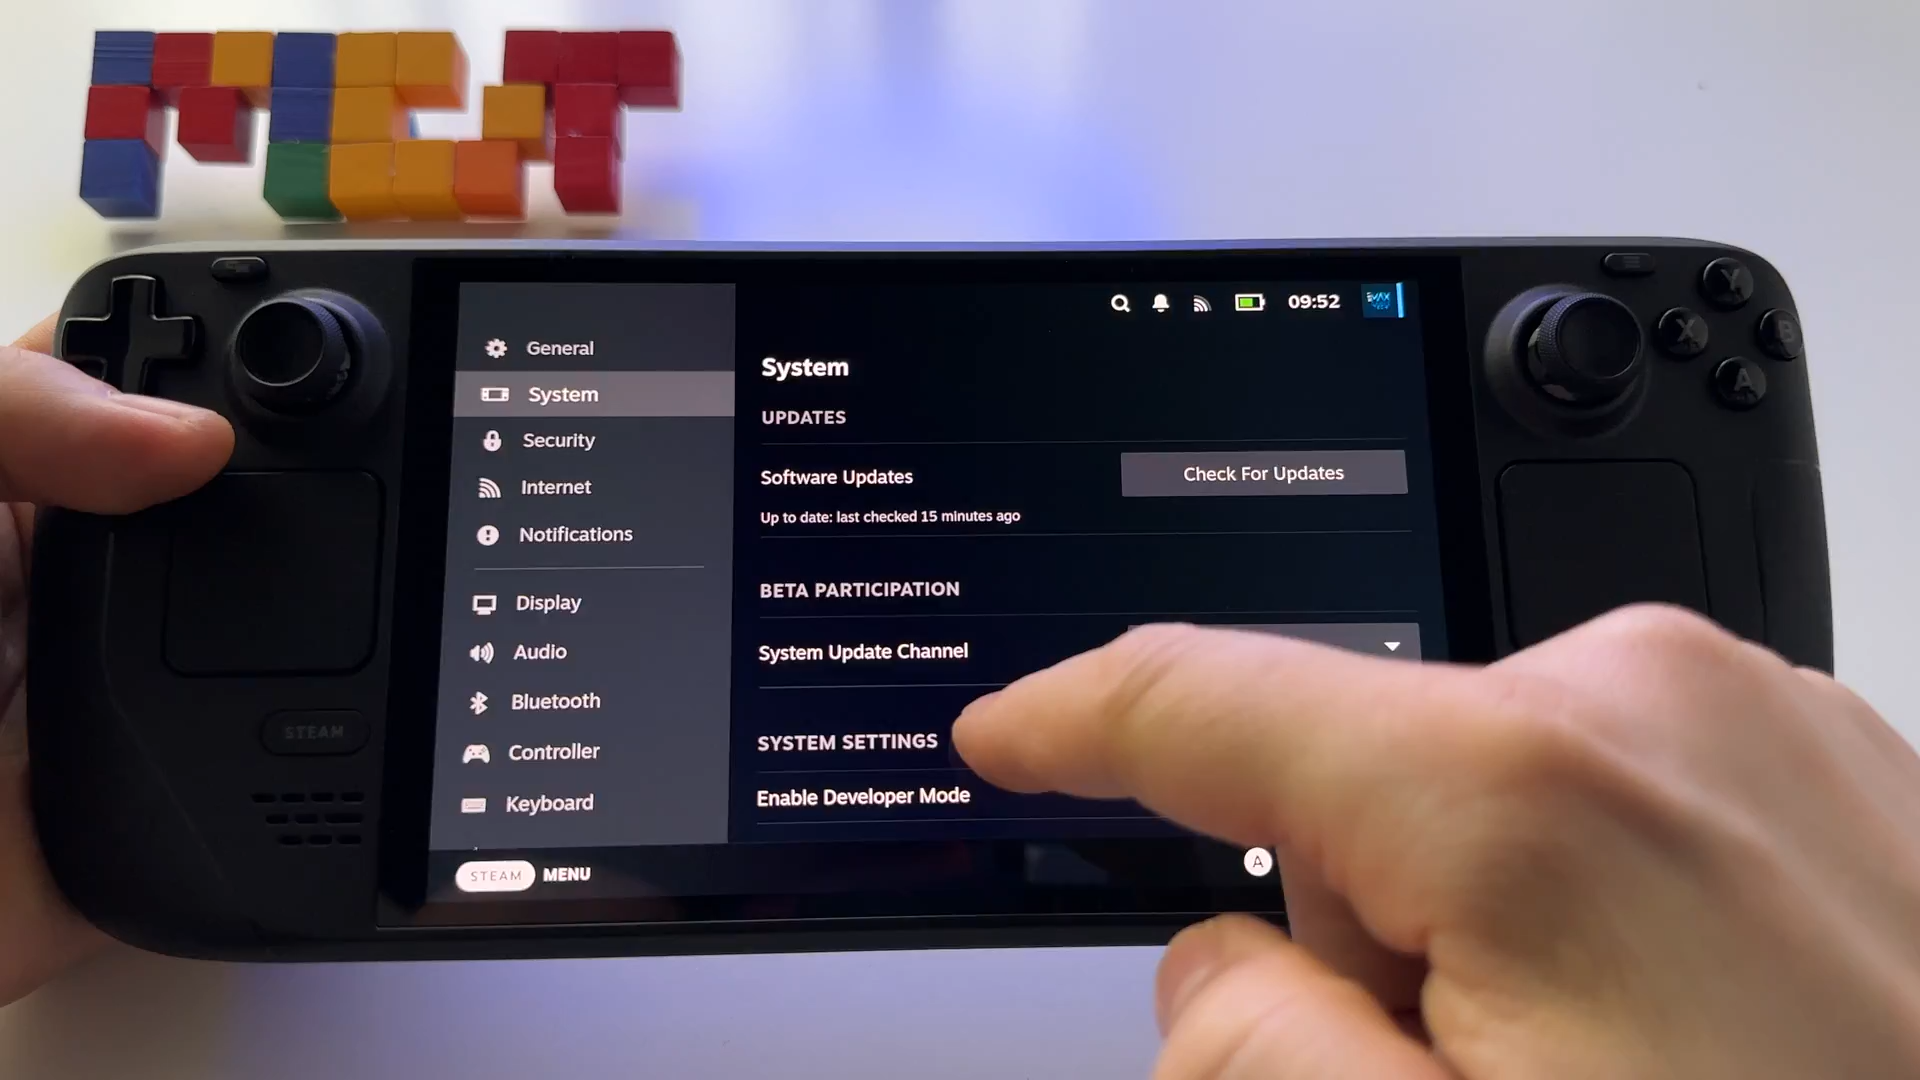 09:52
General
System
Security
Internet
Notifications
Display
Audio
Bluetooth
Controller
Keyboard
System
UPDATES
Software Updates
Check For Updates
Up to date: last checked 15 minutes ago
BETA PARTICIPATION
System Update Channel
SYSTEM SETTINGS
Enable Developer Mode
STEAM MENU
A
STEAM
Y
X
B
A